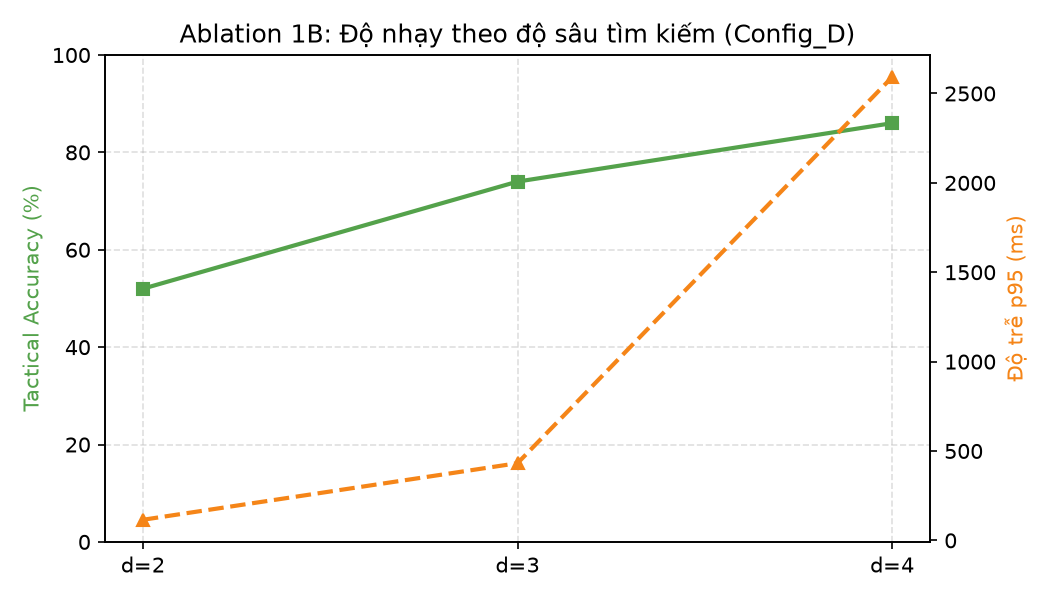 Ablation 1B: Độ nhạy theo độ sâu tìm kiếm (Config_D)
100
80
60
40
20
0
Tactical Accuracy (%)
2500
2000
1500
1000
500
0
Độ trễ p95 (ms)
d=2
d=3
d=4